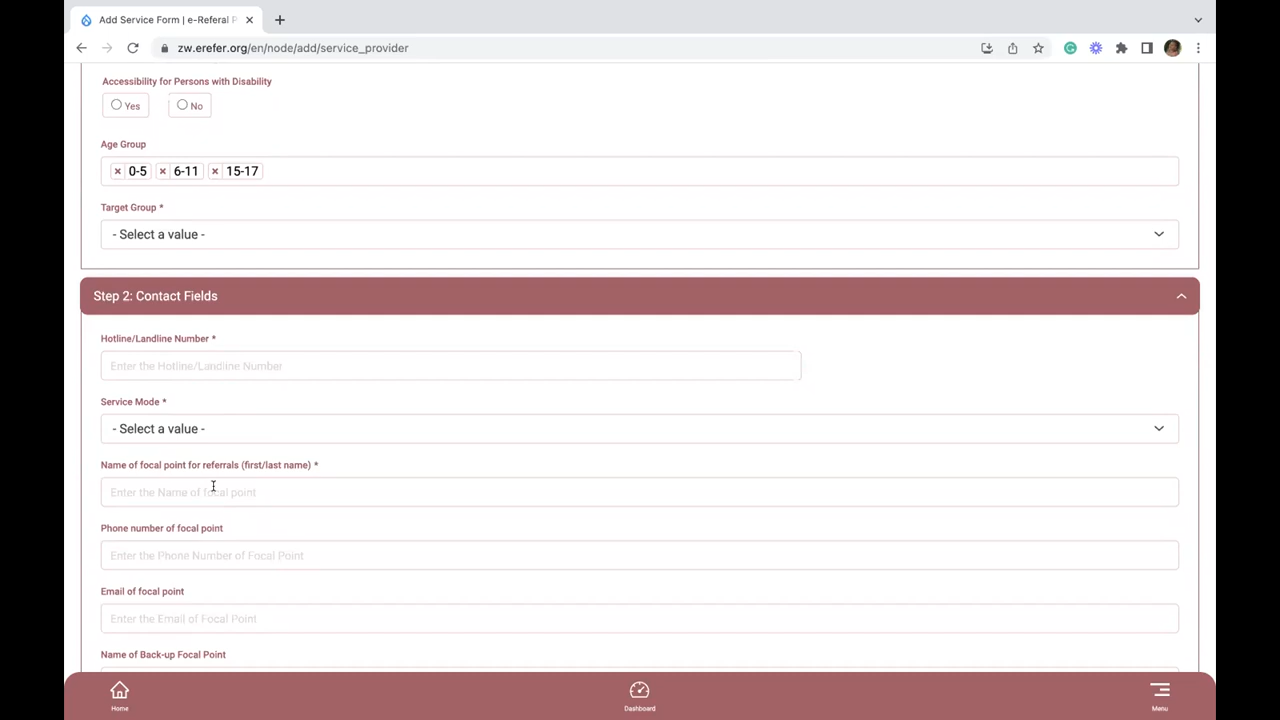 Add Service Form | e-Referal P
zw.erefer.org/en/node/add/service_provider
Accessibility for Persons with Disability
Yes No
Age Group
× 0-5 × 6-11 × 15-17
Target Group *
- Select a value -
Step 2: Contact Fields
Hotline/Landline Number *
Enter the Hotline/Landline Number
Service Mode *
- Select a value -
Name of focal point for referrals (first/last name) *
Enter the Name of focal point
Phone number of focal point
Enter the Phone Number of Focal Point
Email of focal point
Enter the Email of Focal Point
Name of Back-up Focal Point
Home Dashboard Menu